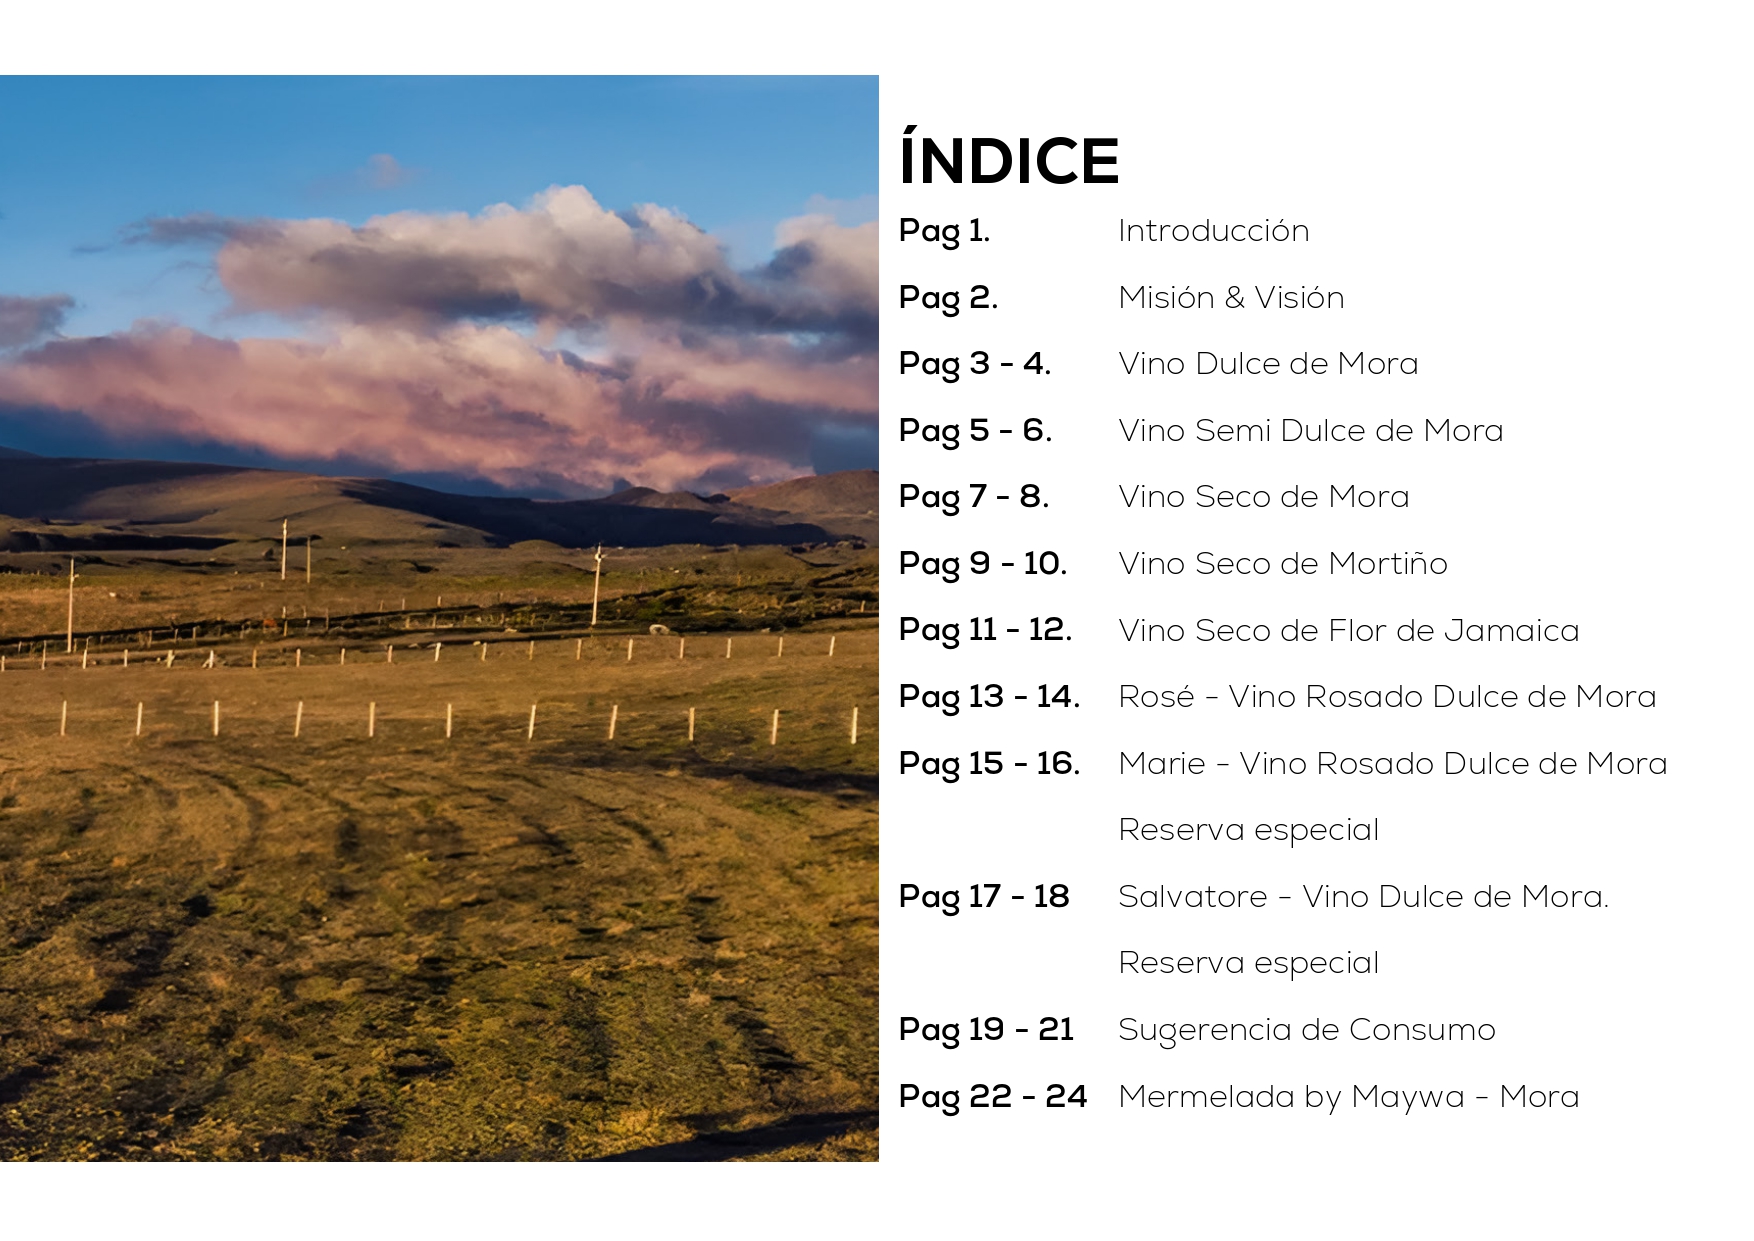 ÍNDICE
Pag 1. Introducción
Pag 2. Misión & Visión
Pag 3 - 4. Vino Dulce de Mora
Pag 5 - 6. Vino Semi Dulce de Mora
Pag 7 - 8. Vino Seco de Mora
Pag 9 - 10. Vino Seco de Mortiño
Pag 11 - 12. Vino Seco de Flor de Jamaica
Pag 13 - 14. Rosé - Vino Rosado Dulce de Mora
Pag 15 - 16. Marie - Vino Rosado Dulce de Mora
Reserva especial
Pag 17 - 18 Salvatore - Vino Dulce de Mora.
Reserva especial
Pag 19 - 21 Sugerencia de Consumo
Pag 22 - 24 Mermelada by Maywa - Mora